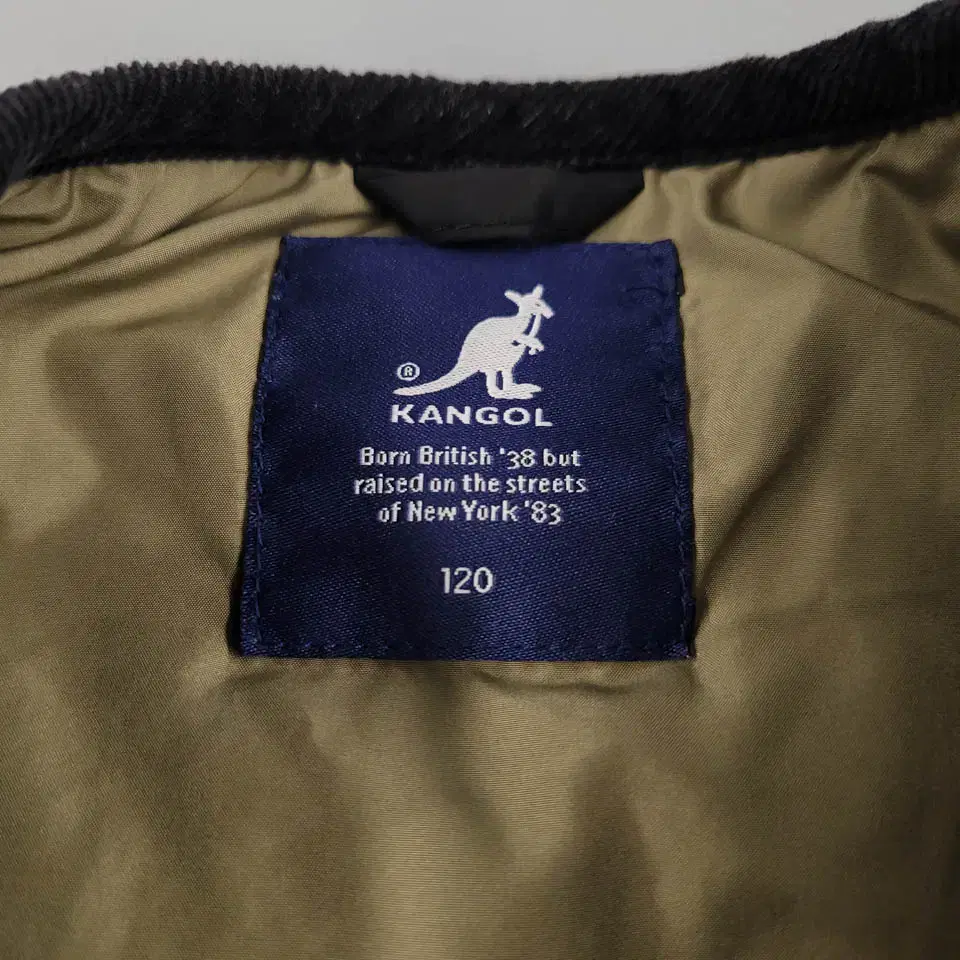 ®
KANGOL
Born British '38 but
raised on the streets
of New York '83
120